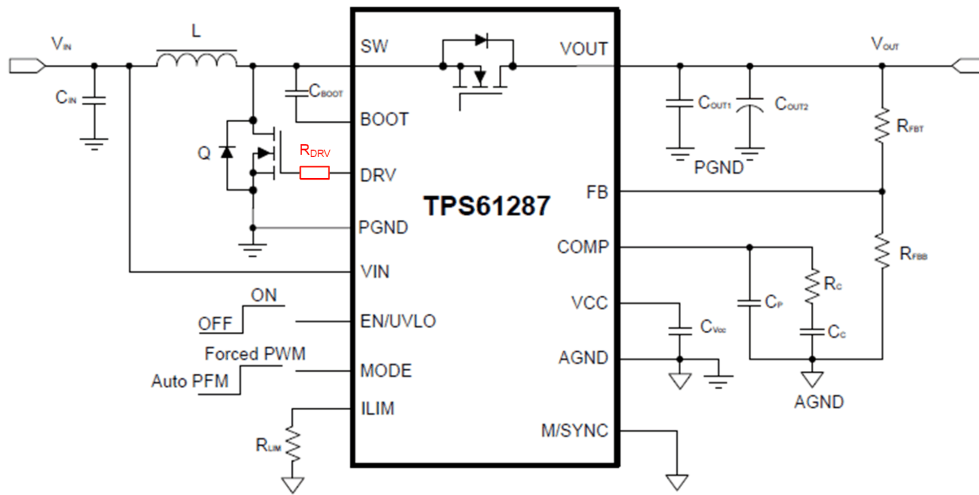 L
VIN
SW
VOUT
VOUT
CIN
CBOOT
COUT1
COUT2
RFBT
BOOT
Q
RDRV
DRV
PGND
TPS61287
FB
PGND
COMP
RFBB
VIN
RC
CP
ON
OFF
EN/UVLO
VCC
CVcc
CC
Forced PWM
Auto PFM
MODE
AGND
AGND
ILIM
M/SYNC
RLIM